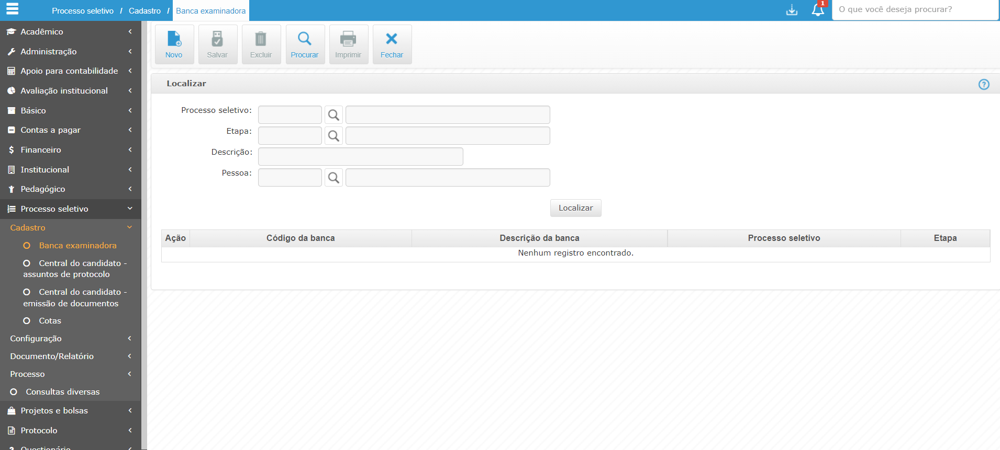 Processo seletivo / Cadastro / Banca examinadora
1
O que você deseja procurar?
Acadêmico
Administração
Apoio para contabilidade
Avaliação institucional
Básico
Contas a pagar
Financeiro
Institucional
Pedagógico
Processo seletivo
Cadastro
Banca examinadora
Central do candidato -
assuntos de protocolo
Central do candidato -
emissão de documentos
Cotas
Configuração
Documento/Relatório
Processo
Consultas diversas
Projetos e bolsas
Protocolo
Questionário
Novo Salvar Excluir Procurar Imprimir Fechar
Localizar
Processo seletivo:
Etapa:
Descrição:
Pessoa:
Localizar
Ação Código da banca Descrição da banca Processo seletivo Etapa
Nenhum registro encontrado.